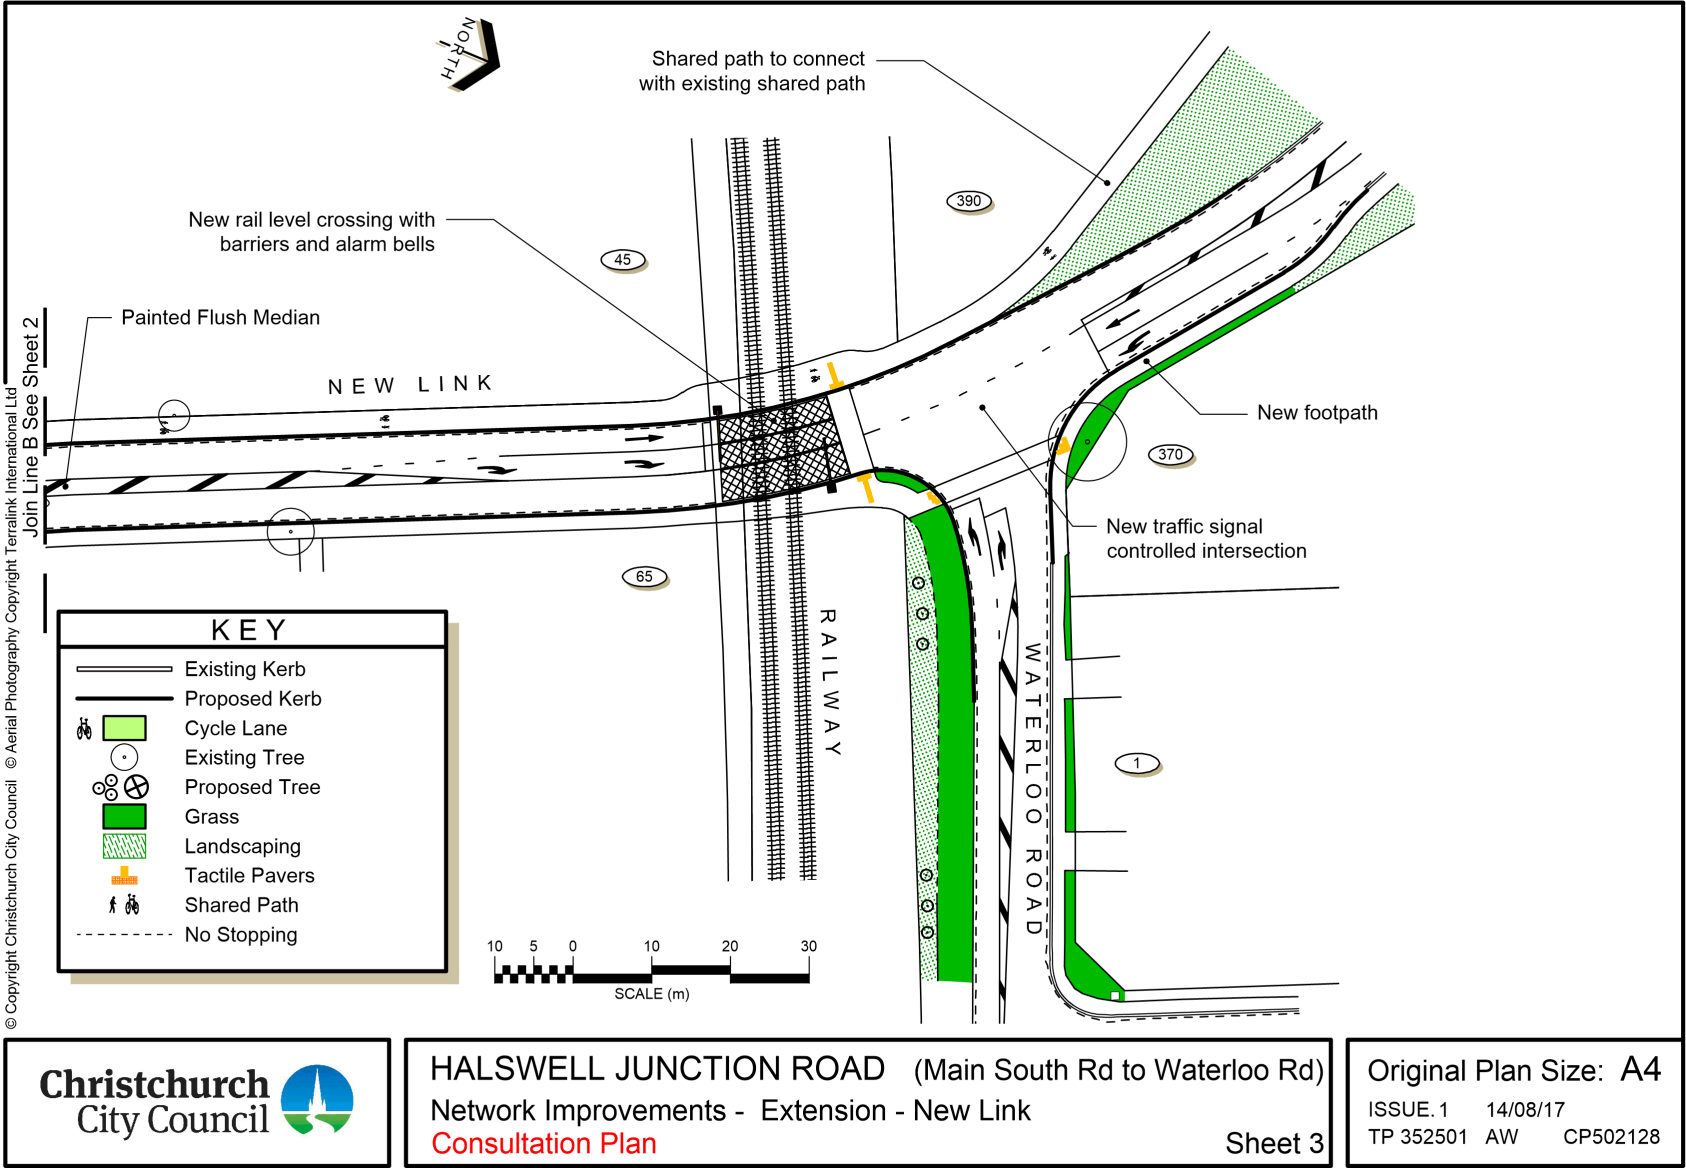 NORTH
Shared path to connect
with existing shared path
390
New rail level crossing with
barriers and alarm bells
45
Painted Flush Median
NEW LINK
Join Line B See Sheet 2
New footpath
370
New traffic signal
controlled intersection
65
RAILWAY
WATERLOO ROAD
1
KEY
Existing Kerb
Proposed Kerb
Cycle Lane
Existing Tree
Proposed Tree
Grass
Landscaping
Tactile Pavers
Shared Path
No Stopping
10 5 0 10 20 30
SCALE (m)
© Copyright Christchurch City Council © Aerial Photography Copyright Terralink International Ltd
Christchurch
City Council
HALSWELL JUNCTION ROAD (Main South Rd to Waterloo Rd)
Network Improvements - Extension - New Link
Consultation Plan
Sheet 3
Original Plan Size: A4
ISSUE. 1 14/08/17
TP 352501 AW CP502128